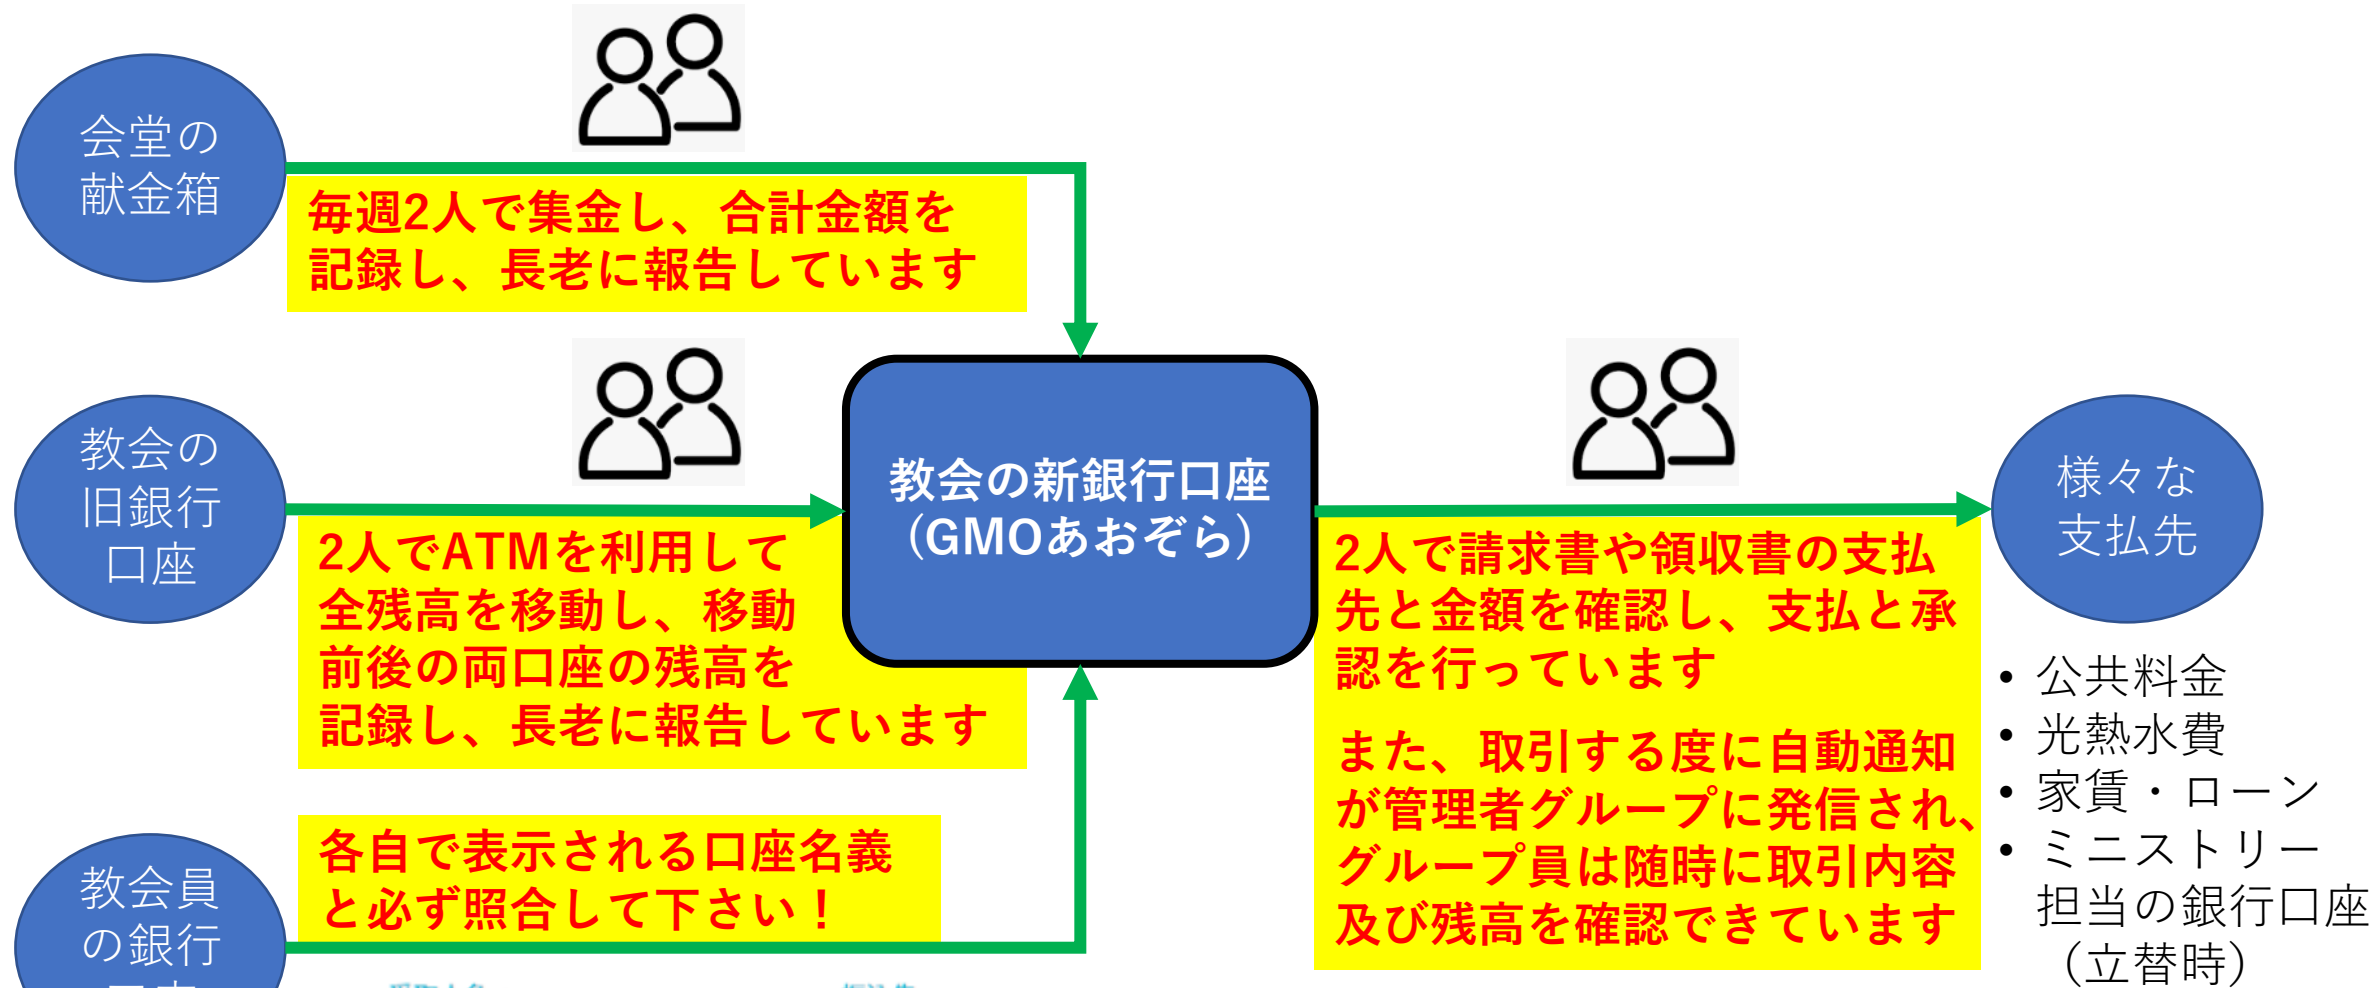 会堂の
献金箱
毎週2人で集金し、合計金額を
記録し、長老に報告しています
教会の
旧銀行
口座
2人でATMを利用して
全残高を移動し、移動
前後の両口座の残高を
記録し、長老に報告しています
教会の新銀行口座
（GMOあおぞら）
2人で請求書や領収書の支払
先と金額を確認し、支払と承
認を行っています
また、取引する度に自動通知
が管理者グループに発信され、
グループ員は随時に取引内容
及び残高を確認できています
様々な
支払先
• 公共料金
• 光熱水費
• 家賃・ローン
• ミニストリー
担当の銀行口座
（立替時）
教会員
の銀行
各自で表示される口座名義
と必ず照合して下さい！